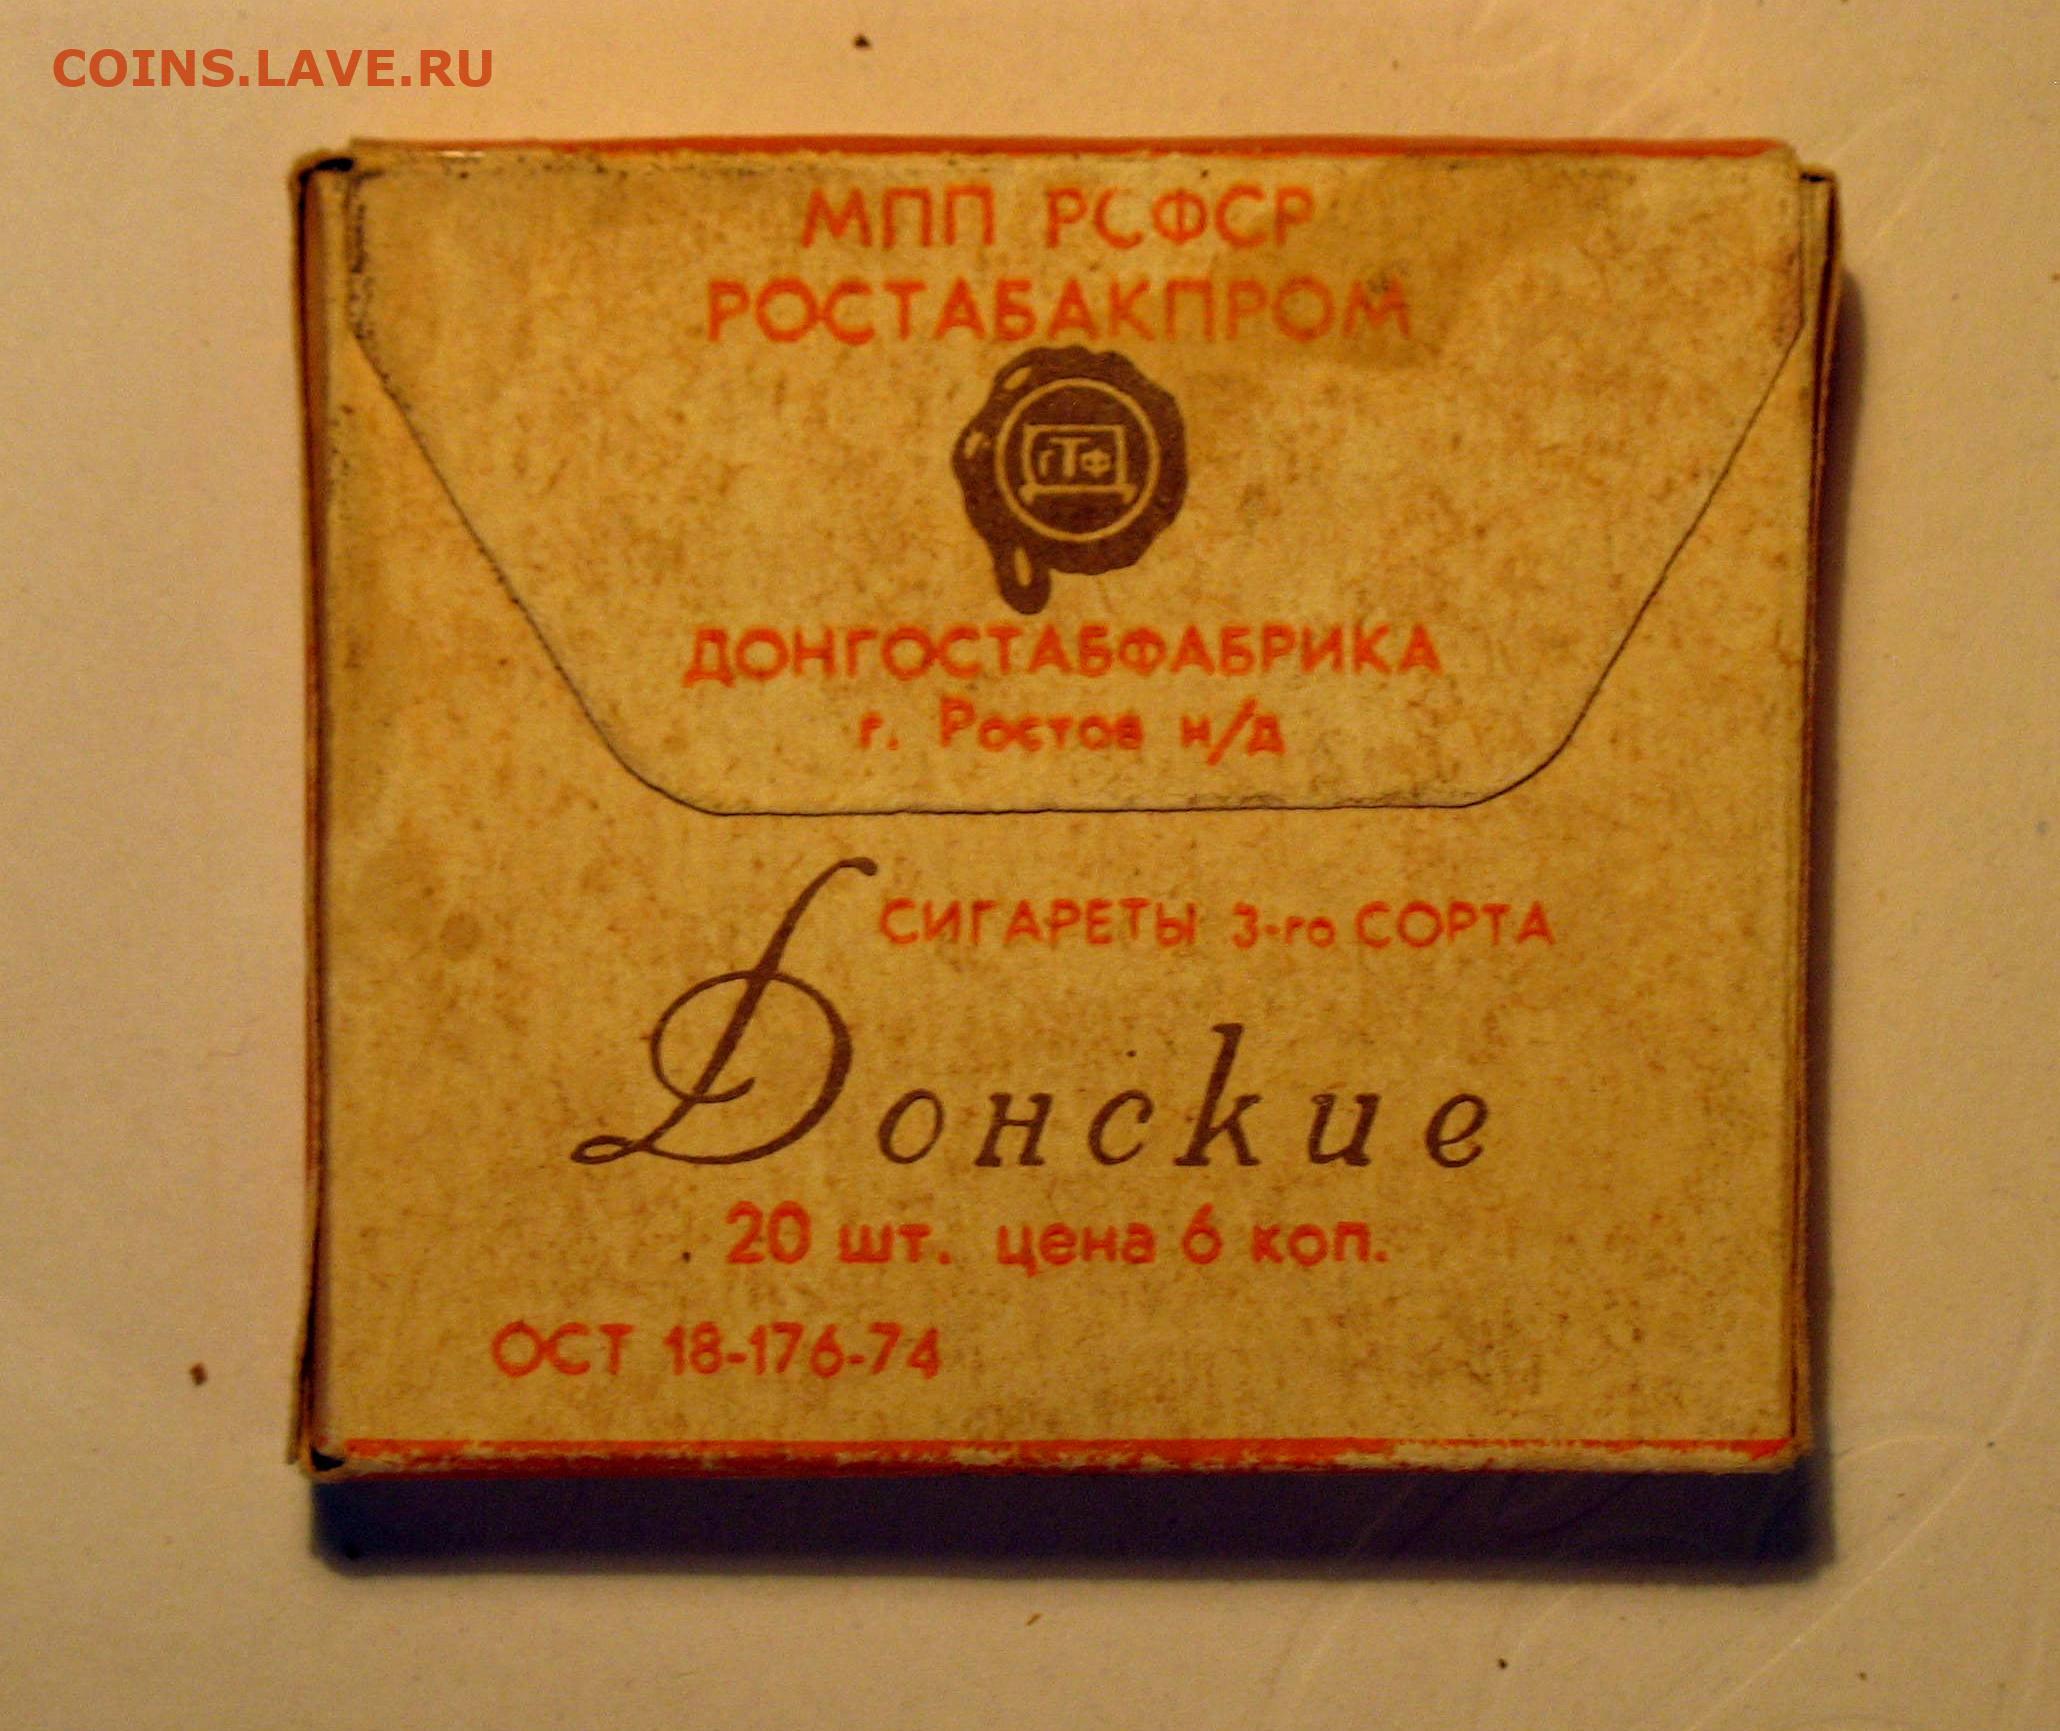 COINS.LAVE.RU
МПП РСФСР
РОСТАБАКПРОМ
гТф
ДОНГОСТАБФАБРИКА
г. Ростов н/д
СИГАРЕТЫ 3-го СОРТА
Донские
20 шт. цена 6 коп.
ОСТ 18-176-74